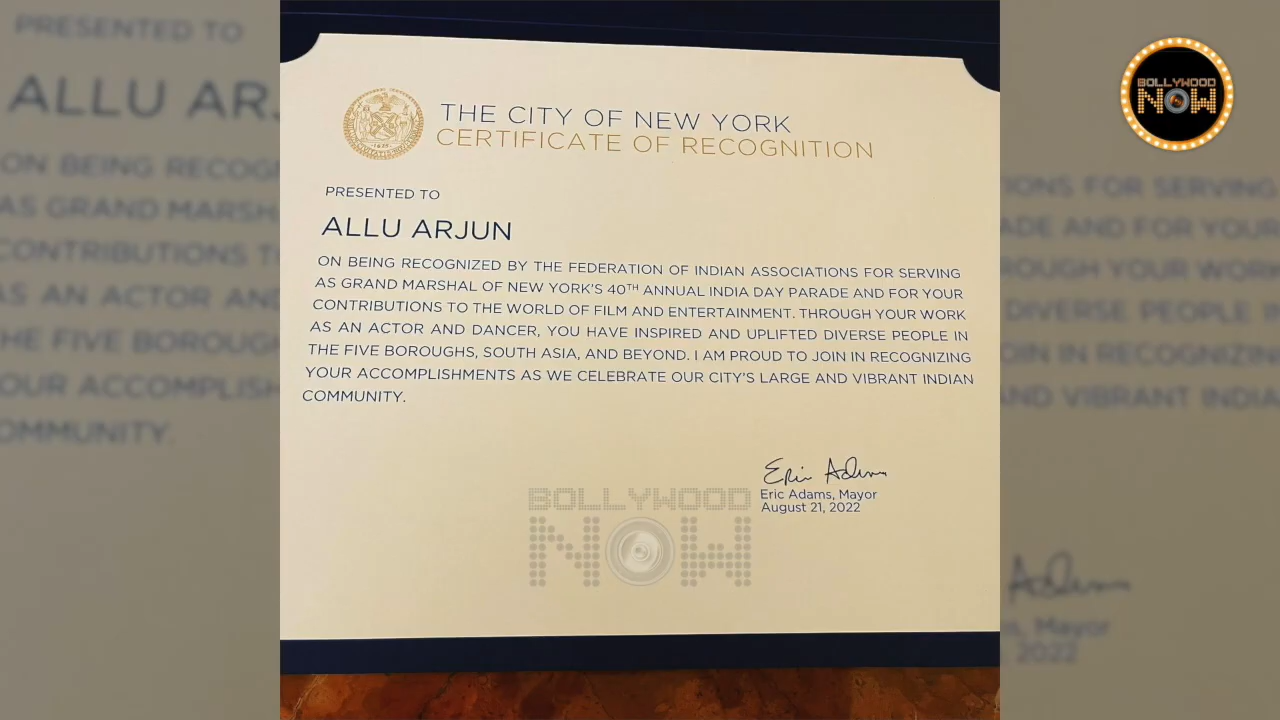 THE CITY OF NEW YORK
CERTIFICATE OF RECOGNITION
PRESENTED TO
ALLU ARJUN
ON BEING RECOGNIZED BY THE FEDERATION OF INDIAN ASSOCIATIONS FOR SERVING
AS GRAND MARSHAL OF NEW YORK'S 40TH ANNUAL INDIA DAY PARADE AND FOR YOUR
CONTRIBUTIONS TO THE WORLD OF FILM AND ENTERTAINMENT. THROUGH YOUR WORK
AS AN ACTOR AND DANCER, YOU HAVE INSPIRED AND UPLIFTED DIVERSE PEOPLE IN
THE FIVE BOROUGHS, SOUTH ASIA, AND BEYOND. I AM PROUD TO JOIN IN RECOGNIZING
YOUR ACCOMPLISHMENTS AS WE CELEBRATE OUR CITY'S LARGE AND VIBRANT INDIAN
COMMUNITY.
Eric Adams
Eric Adams, Mayor
August 21, 2022
BOLLYWOOD
NOW
BOLLYWOOD
NOW